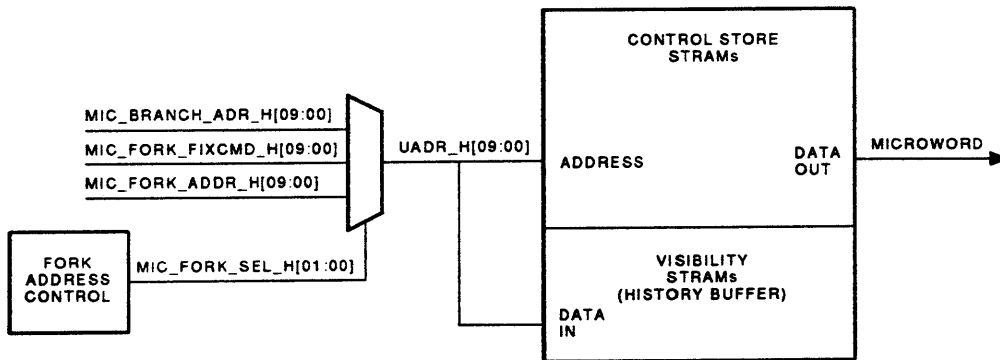 CONTROL STORE
STRAMs
MIC_BRANCH_ADR_H[09:00]
MIC_FORK_FIXCMD_H[09:00]
MIC_FORK_ADDR_H[09:00]
UADR_H[09:00]
ADDRESS
DATA
OUT
MICROWORD
FORK
ADDRESS
CONTROL
MIC_FORK_SEL_H[01:00]
VISIBILITY
STRAMs
(HISTORY BUFFER)
DATA
IN